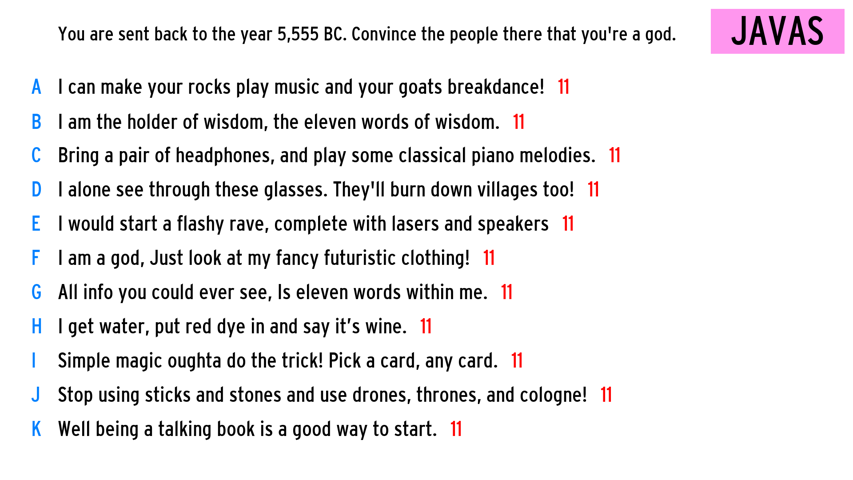 You are sent back to the year 5,555 BC. Convince the people there that you're a god.
JAVAS
A I can make your rocks play music and your goats breakdance! 11
B I am the holder of wisdom, the eleven words of wisdom. 11
C Bring a pair of headphones, and play some classical piano melodies. 11
D I alone see through these glasses. They'll burn down villages too! 11
E I would start a flashy rave, complete with lasers and speakers 11
F I am a god, Just look at my fancy futuristic clothing! 11
G All info you could ever see, Is eleven words within me. 11
H I get water, put red dye in and say it’s wine. 11
I Simple magic oughta do the trick! Pick a card, any card. 11
J Stop using sticks and stones and use drones, thrones, and cologne! 11
K Well being a talking book is a good way to start. 11